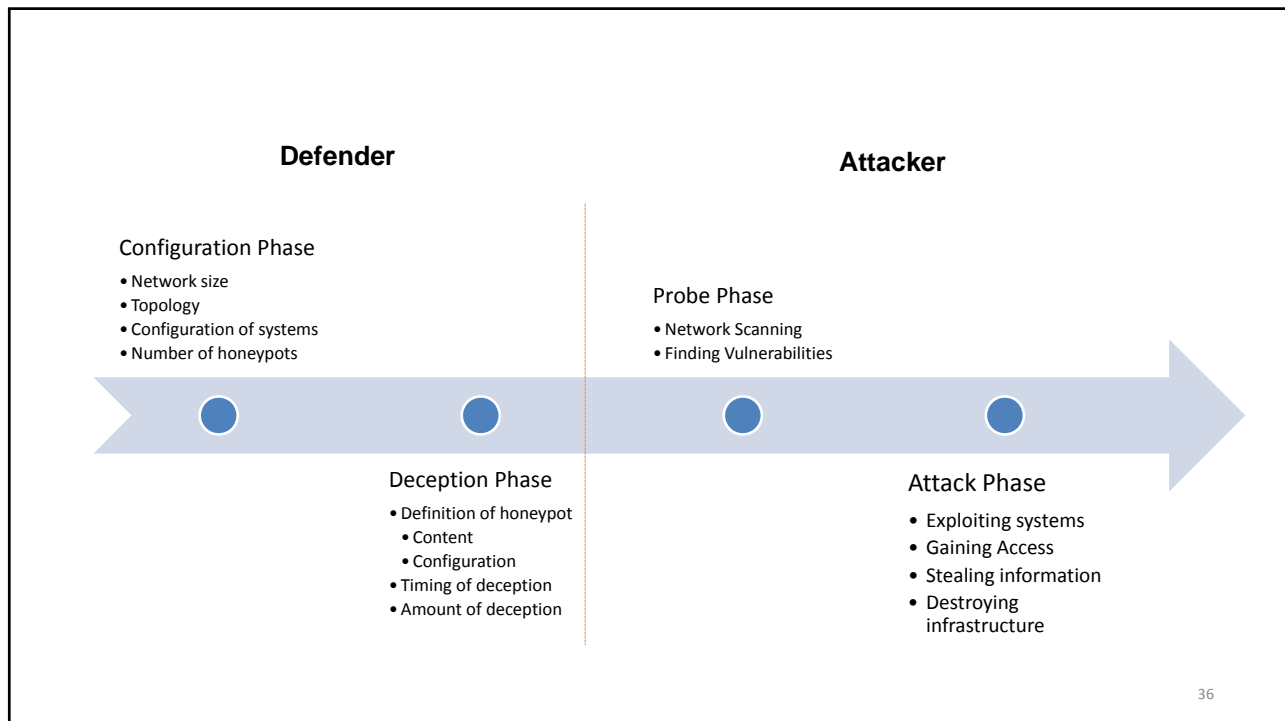 Defender
Attacker
Configuration Phase
• Network size
• Topology
• Configuration of systems
• Number of honeypots
Probe Phase
• Network Scanning
• Finding Vulnerabilities
Deception Phase
• Definition of honeypot
• Content
• Configuration
• Timing of deception
• Amount of deception
Attack Phase
• Exploiting systems
• Gaining Access
• Stealing information
• Destroying
infrastructure
36